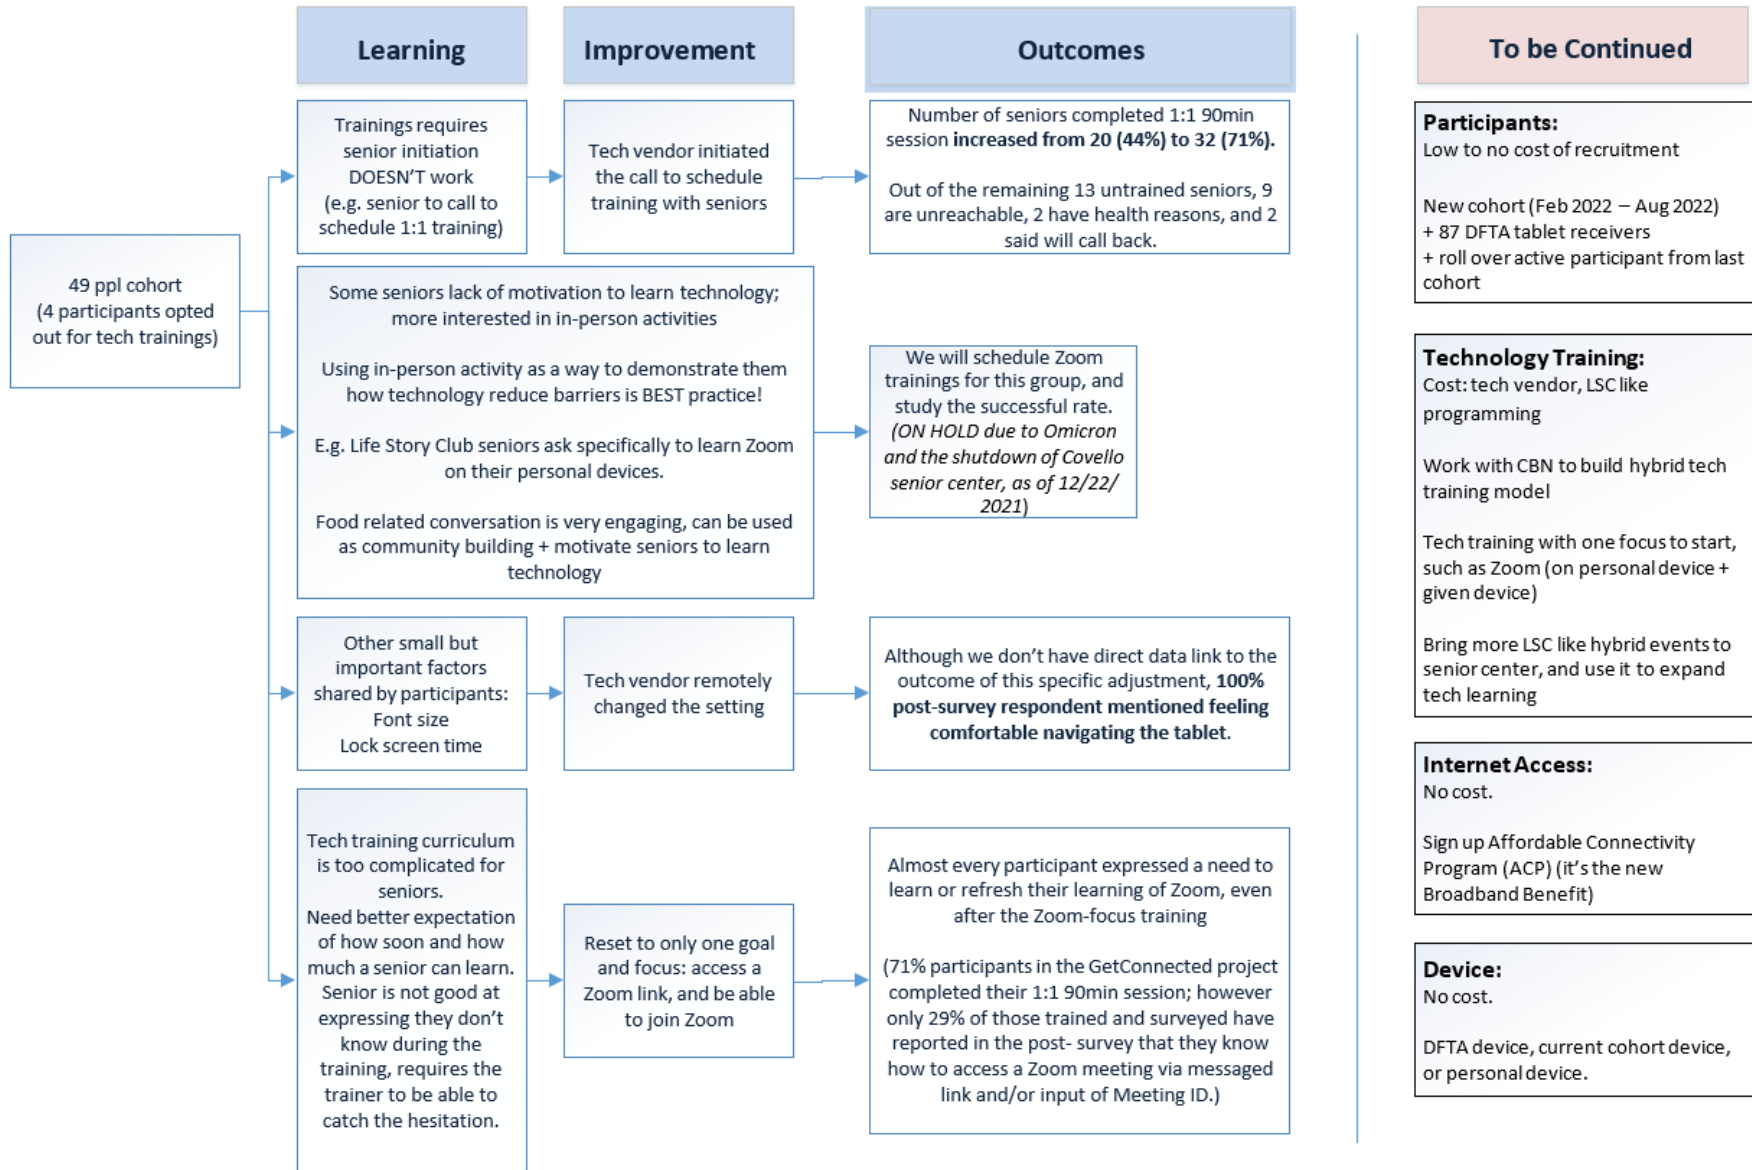 Learning
Improvement
Outcomes
To be Continued
49 ppl cohort
(4 participants opted
out for tech trainings)
Trainings requires
senior initiation
DOESN'T work
(e.g. senior to call to
schedule 1:1 training)
Tech vendor initiated
the call to schedule
training with seniors
Number of seniors completed 1:1 90min
session increased from 20 (44%) to 32 (71%).
Out of the remaining 13 untrained seniors, 9
are unreachable, 2 have health reasons, and 2
said will call back.
Some seniors lack of motivation to learn technology;
more interested in in-person activities
Using in-person activity as a way to demonstrate them
how technology reduce barriers is BEST practice!
E.g. Life Story Club seniors ask specifically to learn Zoom
on their personal devices.
Food related conversation is very engaging, can be used
as community building + motivate seniors to learn
technology
We will schedule Zoom
trainings for this group, and
study the successful rate.
(ON HOLD due to Omicron
and the shutdown of Covello
senior center, as of 12/22/
2021)
Other small but
important factors
shared by participants:
Font size
Lock screen time
Tech vendor remotely
changed the setting
Although we don't have direct data link to the
outcome of this specific adjustment, 100%
post-survey respondent mentioned feeling
comfortable navigating the tablet.
Tech training curriculum
is too complicated for
seniors.
Need better expectation
of how soon and how
much a senior can learn.
Senior is not good at
expressing they don't
know during the
training, requires the
trainer to be able to
catch the hesitation.
Reset to only one goal
and focus: access a
Zoom link, and be able
to join Zoom
Almost every participant expressed a need to
learn or refresh their learning of Zoom, even
after the Zoom-focus training
(71% participants in the GetConnected project
completed their 1:1 90min session; however
only 29% of those trained and surveyed have
reported in the post- survey that they know
how to access a Zoom meeting via messaged
link and/or input of Meeting ID.)
Participants:
Low to no cost of recruitment
New cohort (Feb 2022 – Aug 2022)
+ 87 DFTA tablet receivers
+ roll over active participant from last
cohort
Technology Training:
Cost: tech vendor, LSC like
programming
Work with CBN to build hybrid tech
training model
Tech training with one focus to start,
such as Zoom (on personal device +
given device)
Bring more LSC like hybrid events to
senior center, and use it to expand
tech learning
Internet Access:
No cost.
Sign up Affordable Connectivity
Program (ACP) (it's the new
Broadband Benefit)
Device:
No cost.
DFTA device, current cohort device,
or personal device.